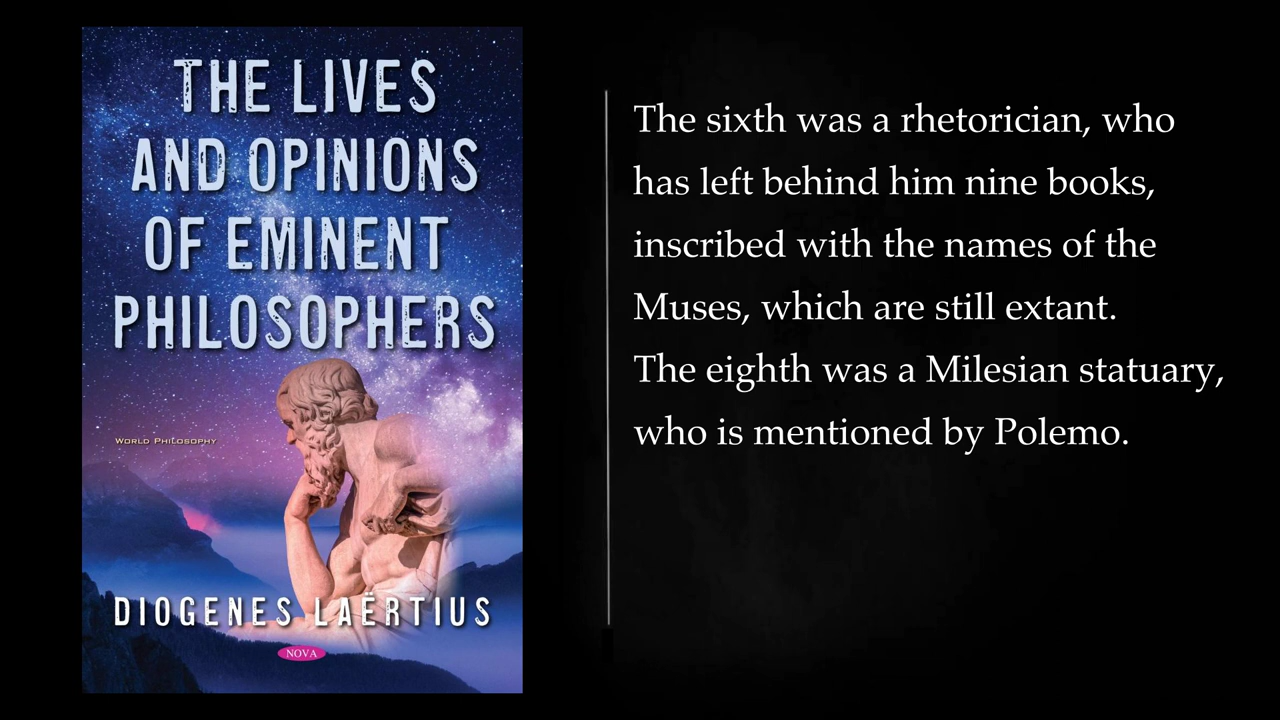 THE LIVES
AND OPINIONS
OF EMINENT
PHILOSOPHERS
WORLD PHILOSOPHY
DIOGENES LAËRTIUS
NOVA
The sixth was a rhetorician, who
has left behind him nine books,
inscribed with the names of the
Muses, which are still extant.
The eighth was a Milesian statuary,
who is mentioned by Polemo.